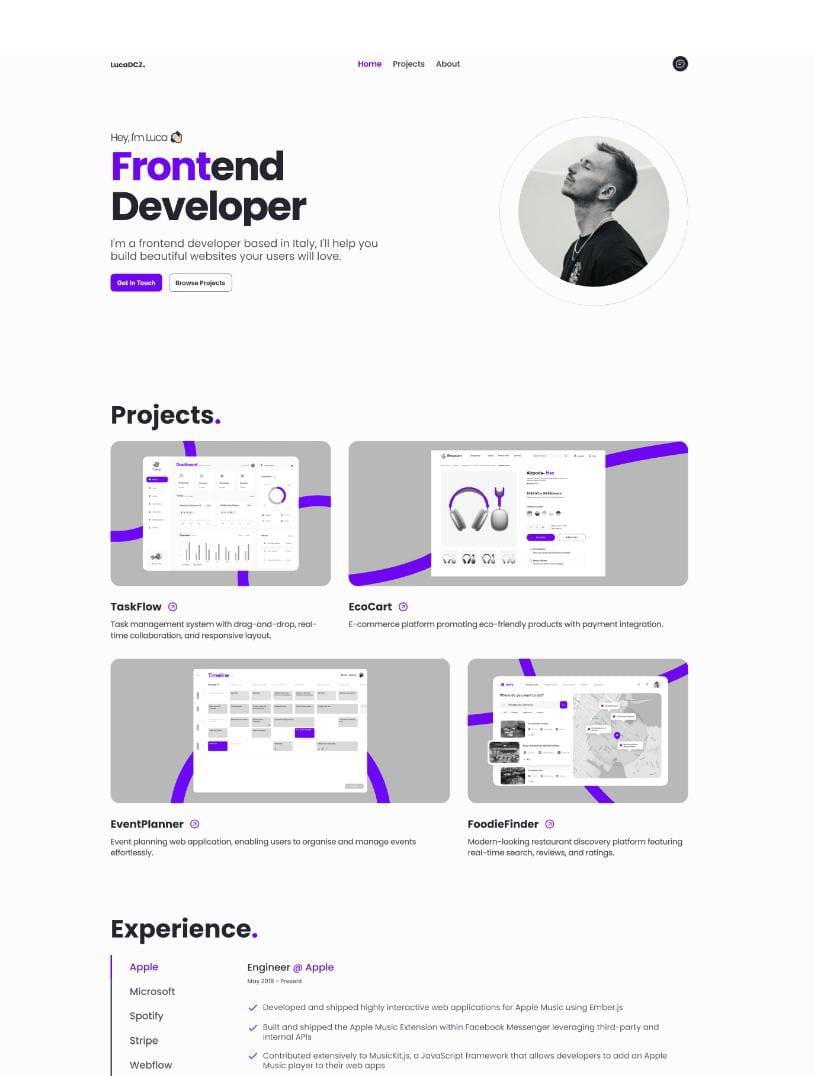 LucaDCZ.
Home Projects About
Hey, I'm Luca
Frontend
Developer
I'm a frontend developer based in Italy, I'll help you
build beautiful websites your users will love.
Get In Touch Browse Projects
Projects.
Dashboard
Airpods Max
TaskFlow
Task management system with drag-and-drop, real-
time collaboration, and responsive layout.
EcoCart
E-commerce platform promoting eco-friendly products with payment integration.
Timeline
Where do you want to eat?
EventPlanner
Event planning web application, enabling users to organise and manage events
effortlessly.
FoodieFinder
Modern-looking restaurant discovery platform featuring
real-time search, reviews, and ratings.
Experience.
Apple
Microsoft
Spotify
Stripe
Webflow
Engineer @ Apple
May 2018 - Present
Developed and shipped highly interactive web applications for Apple Music using Ember.js
Built and shipped the Apple Music Extension within Facebook Messenger leveraging third-party and
internal APIs
Contributed extensively to MusicKit.js, a JavaScript framework that allows developers to add an Apple
Music player to their web apps